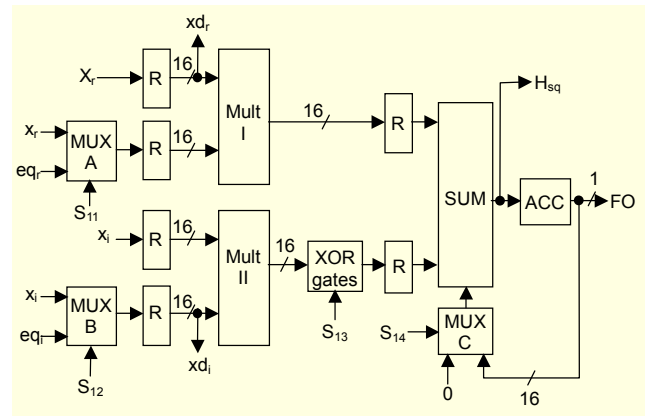 xdᵣ
Xᵣ
16
R
Mult
I
xᵣ
eqᵣ
MUX
A
S₁₁
R
16
16
R
SUM
Hsq
ACC
1
FO
xᵢ
R
16
Mult
II
16
XOR
gates
S₁₃
R
xᵢ
eqᵢ
MUX
B
S₁₂
R
16
xdᵢ
S₁₄
MUX
C
0
16